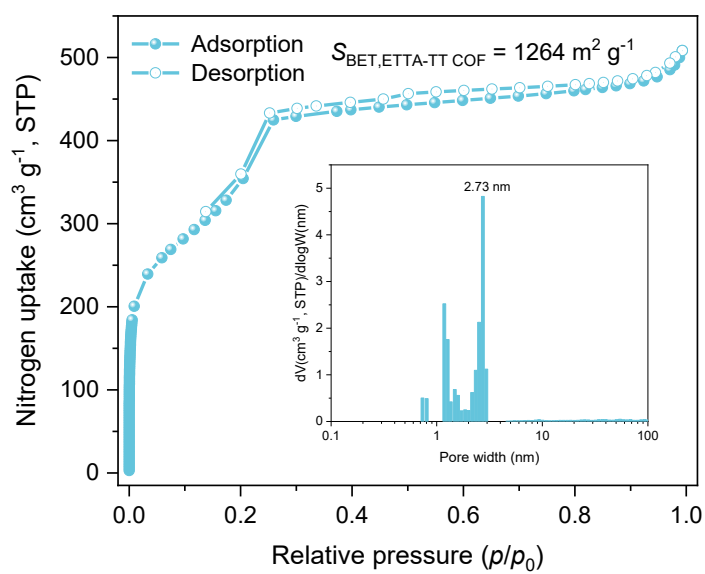 Adsorption
Desorption
S_BET,ETTA-TT COF = 1264 m² g⁻¹
Nitrogen uptake (cm³ g⁻¹, STP)
500
400
300
200
100
0
0.0 0.2 0.4 0.6 0.8 1.0
Relative pressure (p/p₀)
2.73 nm
dV(cm³ g⁻¹, STP)/dlogW(nm)
5
4
3
2
1
0
0.1 1 10 100
Pore width (nm)